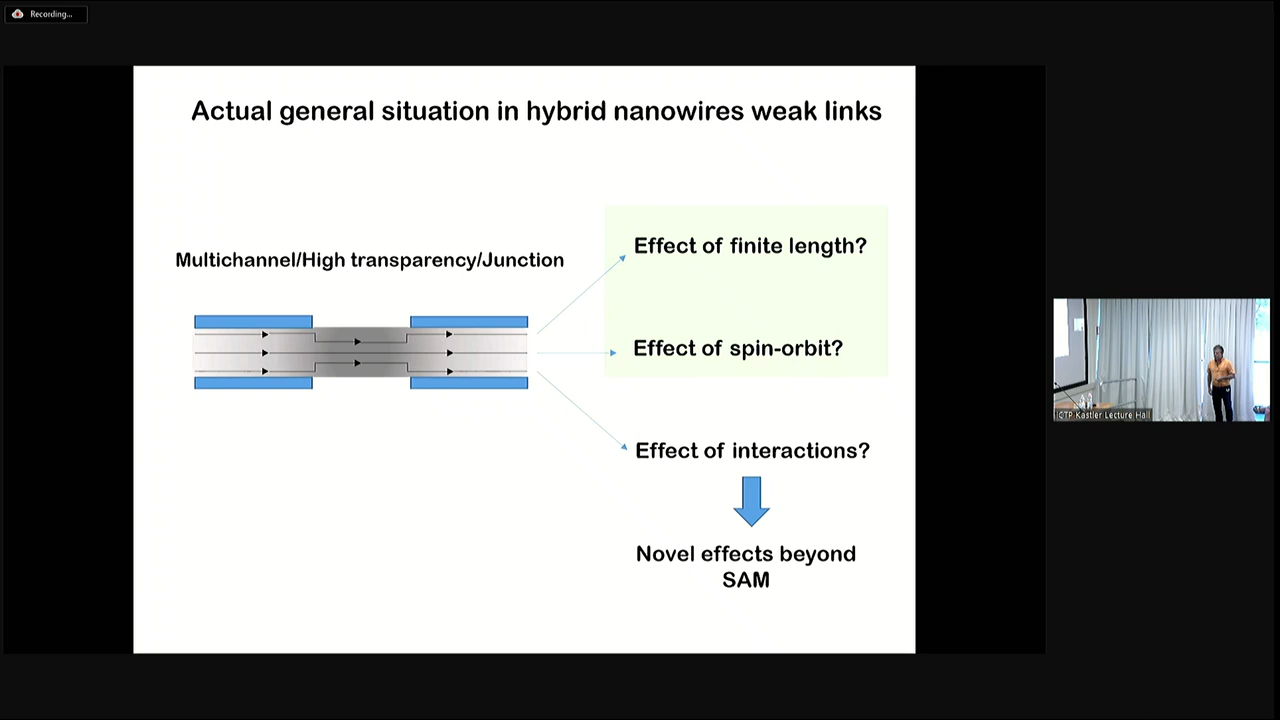 Recording...
Actual general situation in hybrid nanowires weak links
Multichannel/High transparency/Junction
Effect of finite length?
Effect of spin-orbit?
Effect of interactions?
Novel effects beyond
SAM
ICTP Kastler Lecture Hall